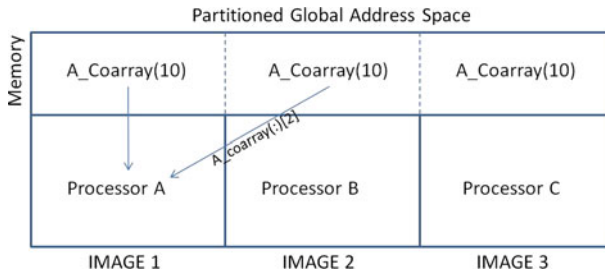 Partitioned Global Address Space
Memory
A_Coarray(10) A_Coarray(10) A_Coarray(10)
A_coarray(:)[2]
Processor A Processor B Processor C
IMAGE 1 IMAGE 2 IMAGE 3